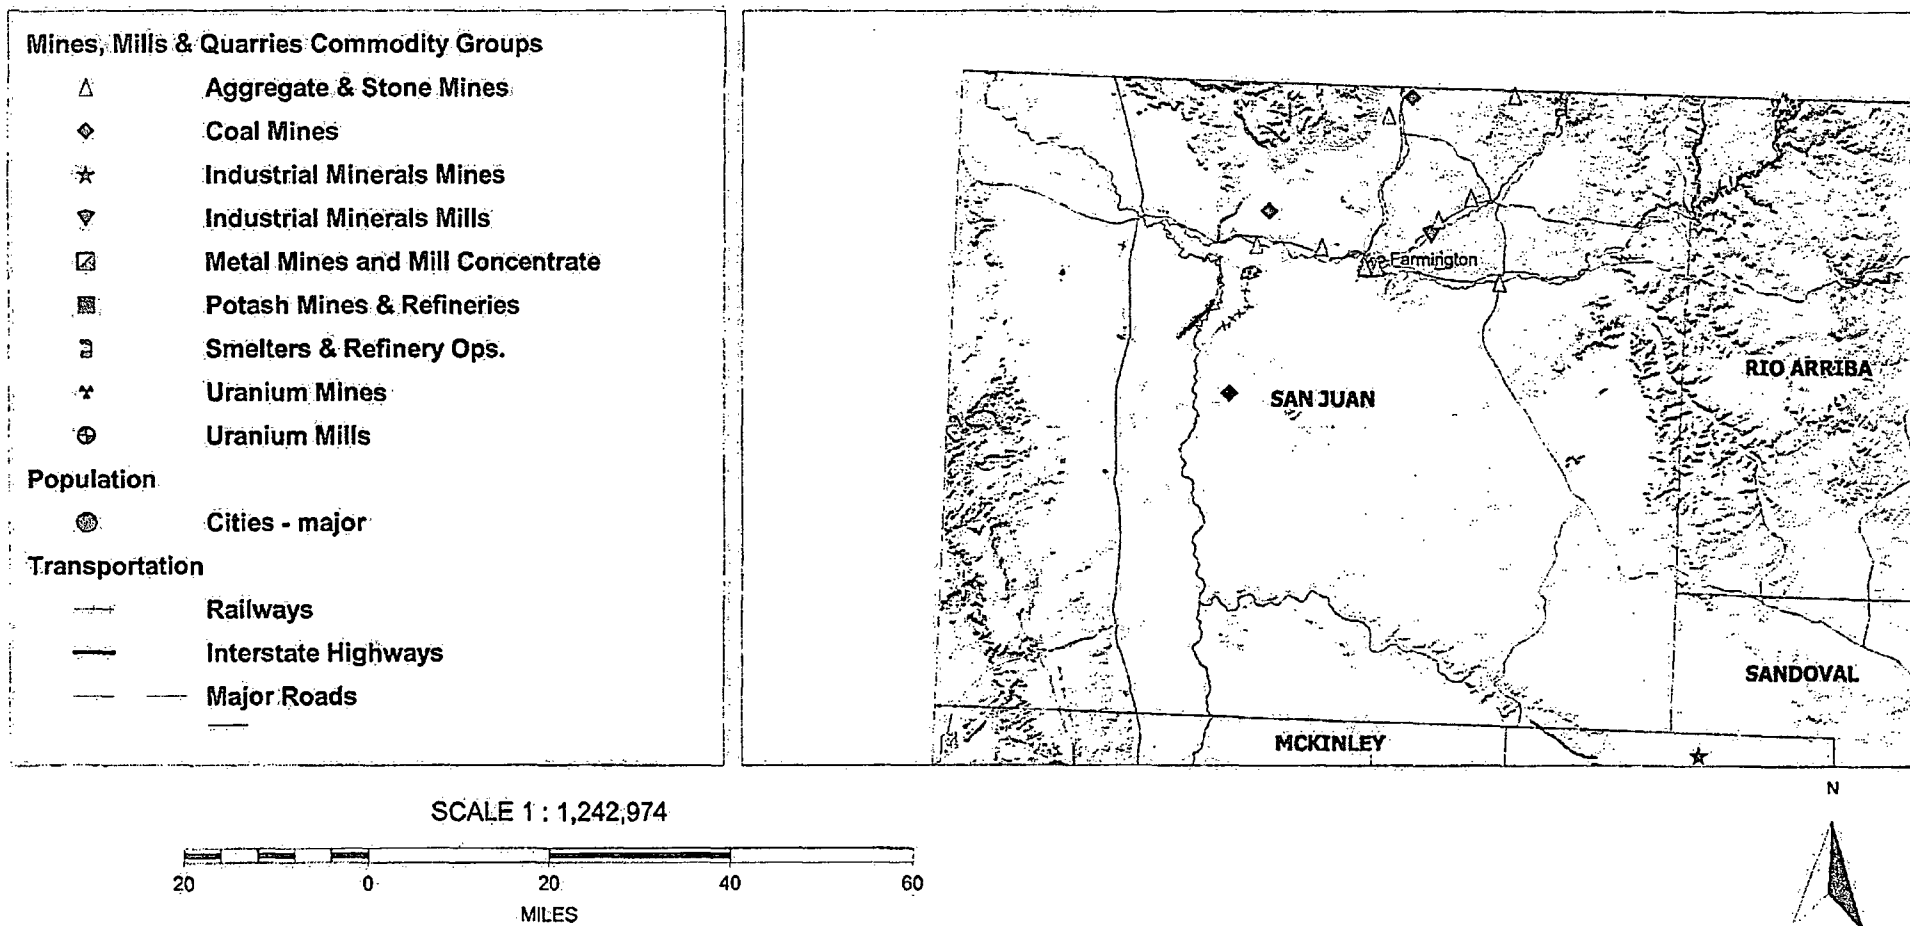 Mines, Mills & Quarries Commodity Groups
Aggregate & Stone Mines
Coal Mines
Industrial Minerals Mines
Industrial Minerals Mills
Metal Mines and Mill Concentrate
Potash Mines & Refineries
Smelters & Refinery Ops.
Uranium Mines
Uranium Mills
Population
Cities - major
Transportation
Railways
Interstate Highways
Major Roads
Farmington
RIO ARRIBA
SAN JUAN
SANDOVAL
MCKINLEY
SCALE 1 : 1,242,974
20 0 20 40 60
MILES
N